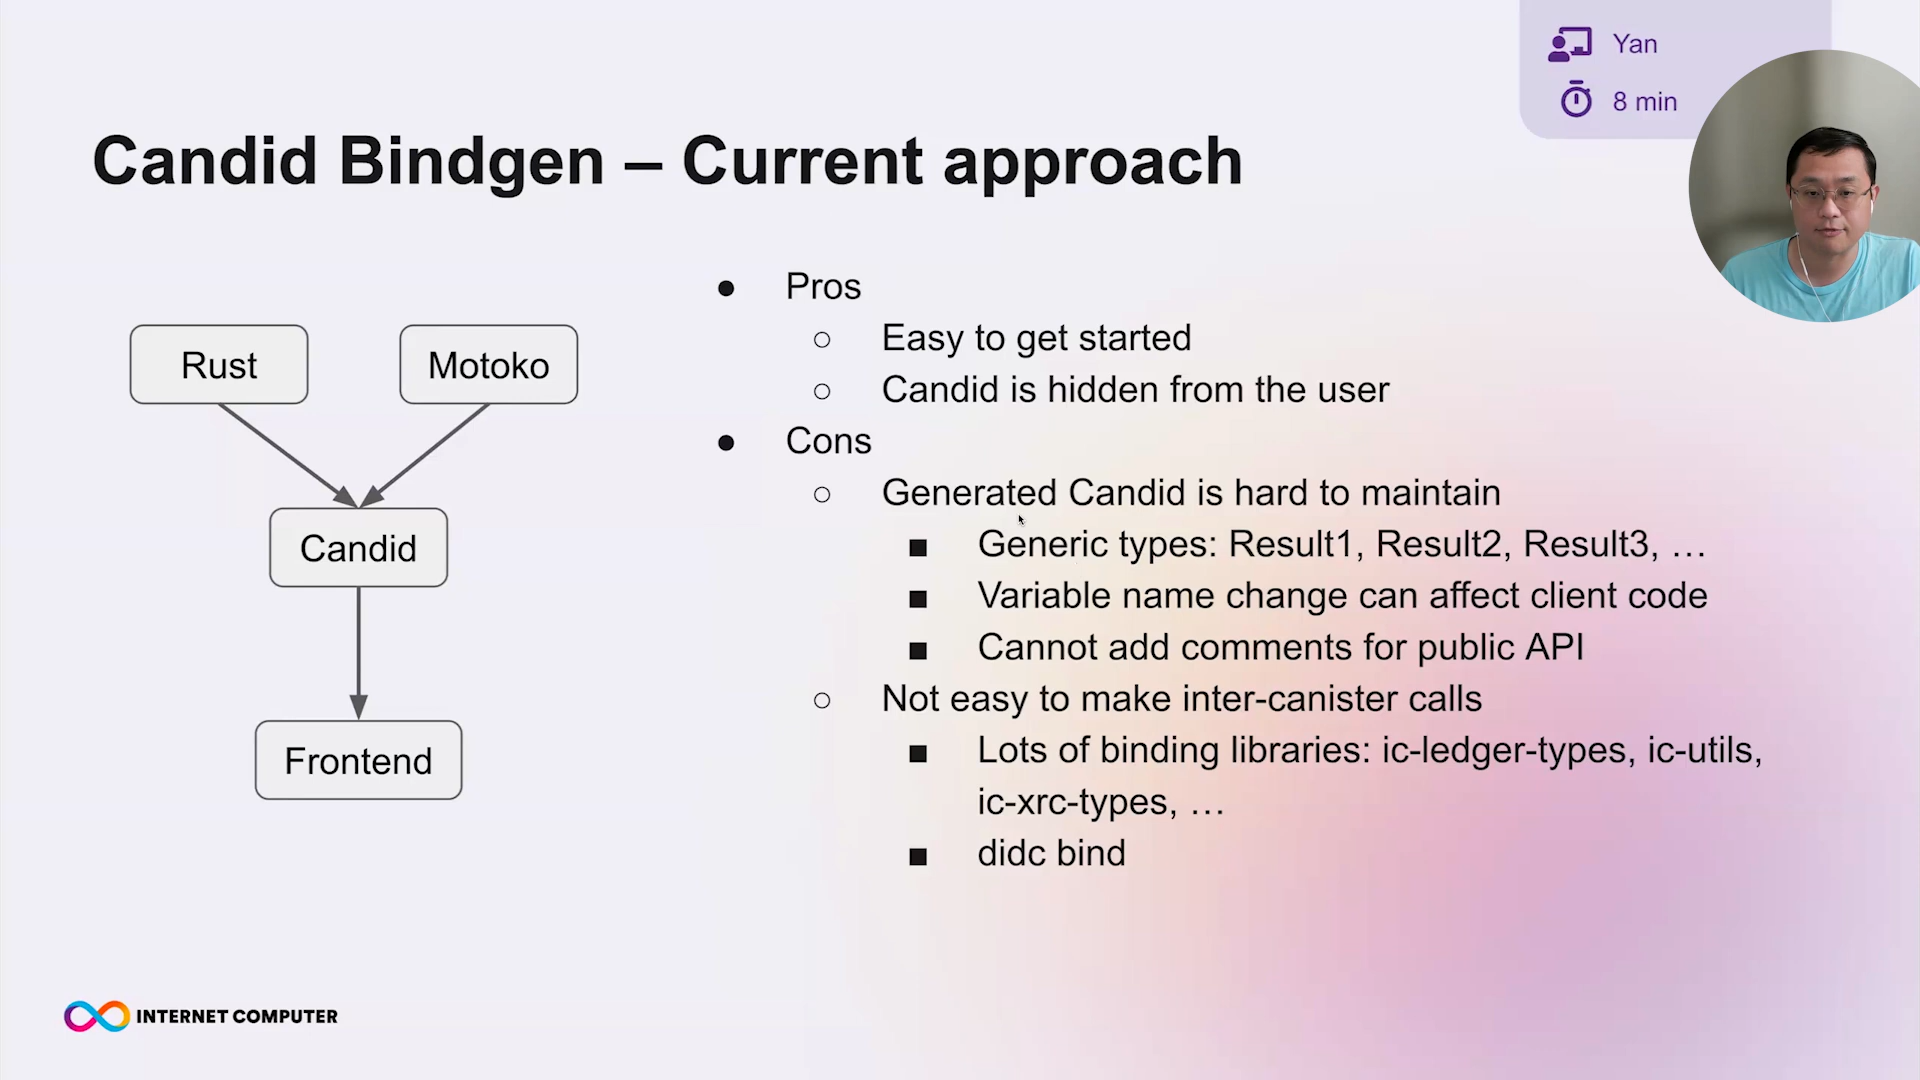 Yan
8 min
Candid Bindgen – Current approach
Rust
Motoko
Candid
Frontend
● Pros
○ Easy to get started
○ Candid is hidden from the user
● Cons
○ Generated Candid is hard to maintain
■ Generic types: Result1, Result2, Result3, …
■ Variable name change can affect client code
■ Cannot add comments for public API
○ Not easy to make inter-canister calls
■ Lots of binding libraries: ic-ledger-types, ic-utils,
ic-xrc-types, …
■ didc bind
INTERNET COMPUTER